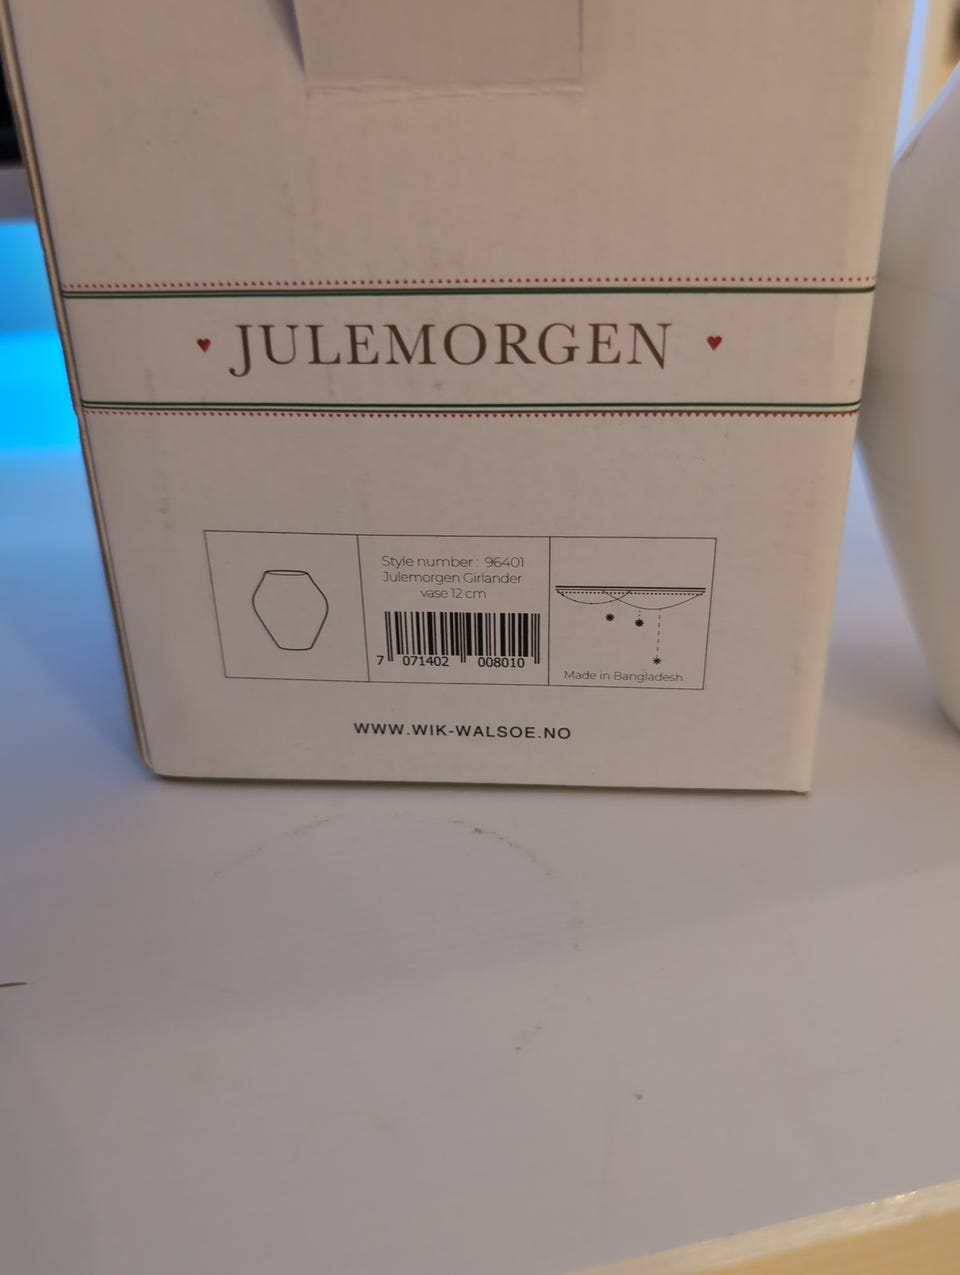 JULEMORGEN
Style number : 96401
Julemorgen Girlander
vase 12 cm
7 071402 008010
Made in Bangladesh
WWW.WIK-WALSOE.NO